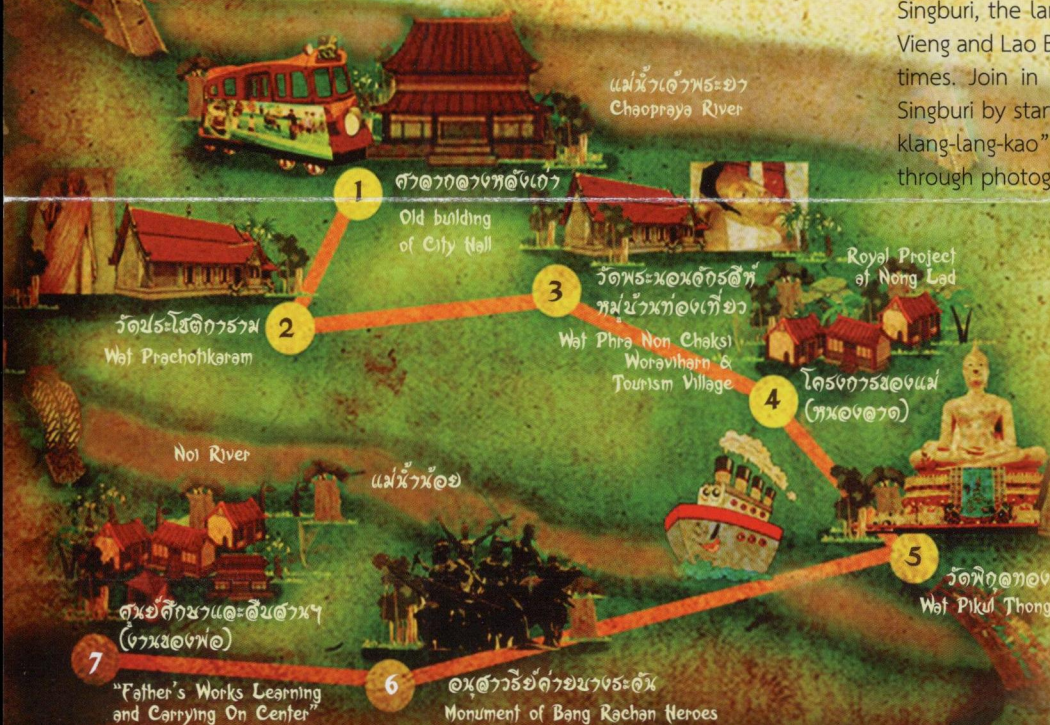 Singburi, the
Vieng and Lao
times. Join in
Singburi by
klang-lang-kao”
through
แม่น้ำเจ้าพระยา
Chaopraya River
1
ศาลากลางหลังเก่า
Old building
of City Hall
2
วัดประโชติการาม
Wat Prachotikaram
3
วัดพระนอนจักรสีห์
หมู่บ้านท่องเที่ยว
Wat Phra Non Chaksi
Woraviharn &
Tourism Village
Royal Project
at Nong Lad
4
โครงการของแม่
(หนองลาด)
Noi River
แม่น้ำน้อย
5
วัดพิกุลทอง
Wat Pikul Thong
ศูนย์ศึกษาและสืบสานฯ
(งานของพ่อ)
7
“Father's Works Learning
and Carrying On Center”
6
อนุสาวรีย์ค่ายบางระจัน
Monument of Bang Rachan Heroes